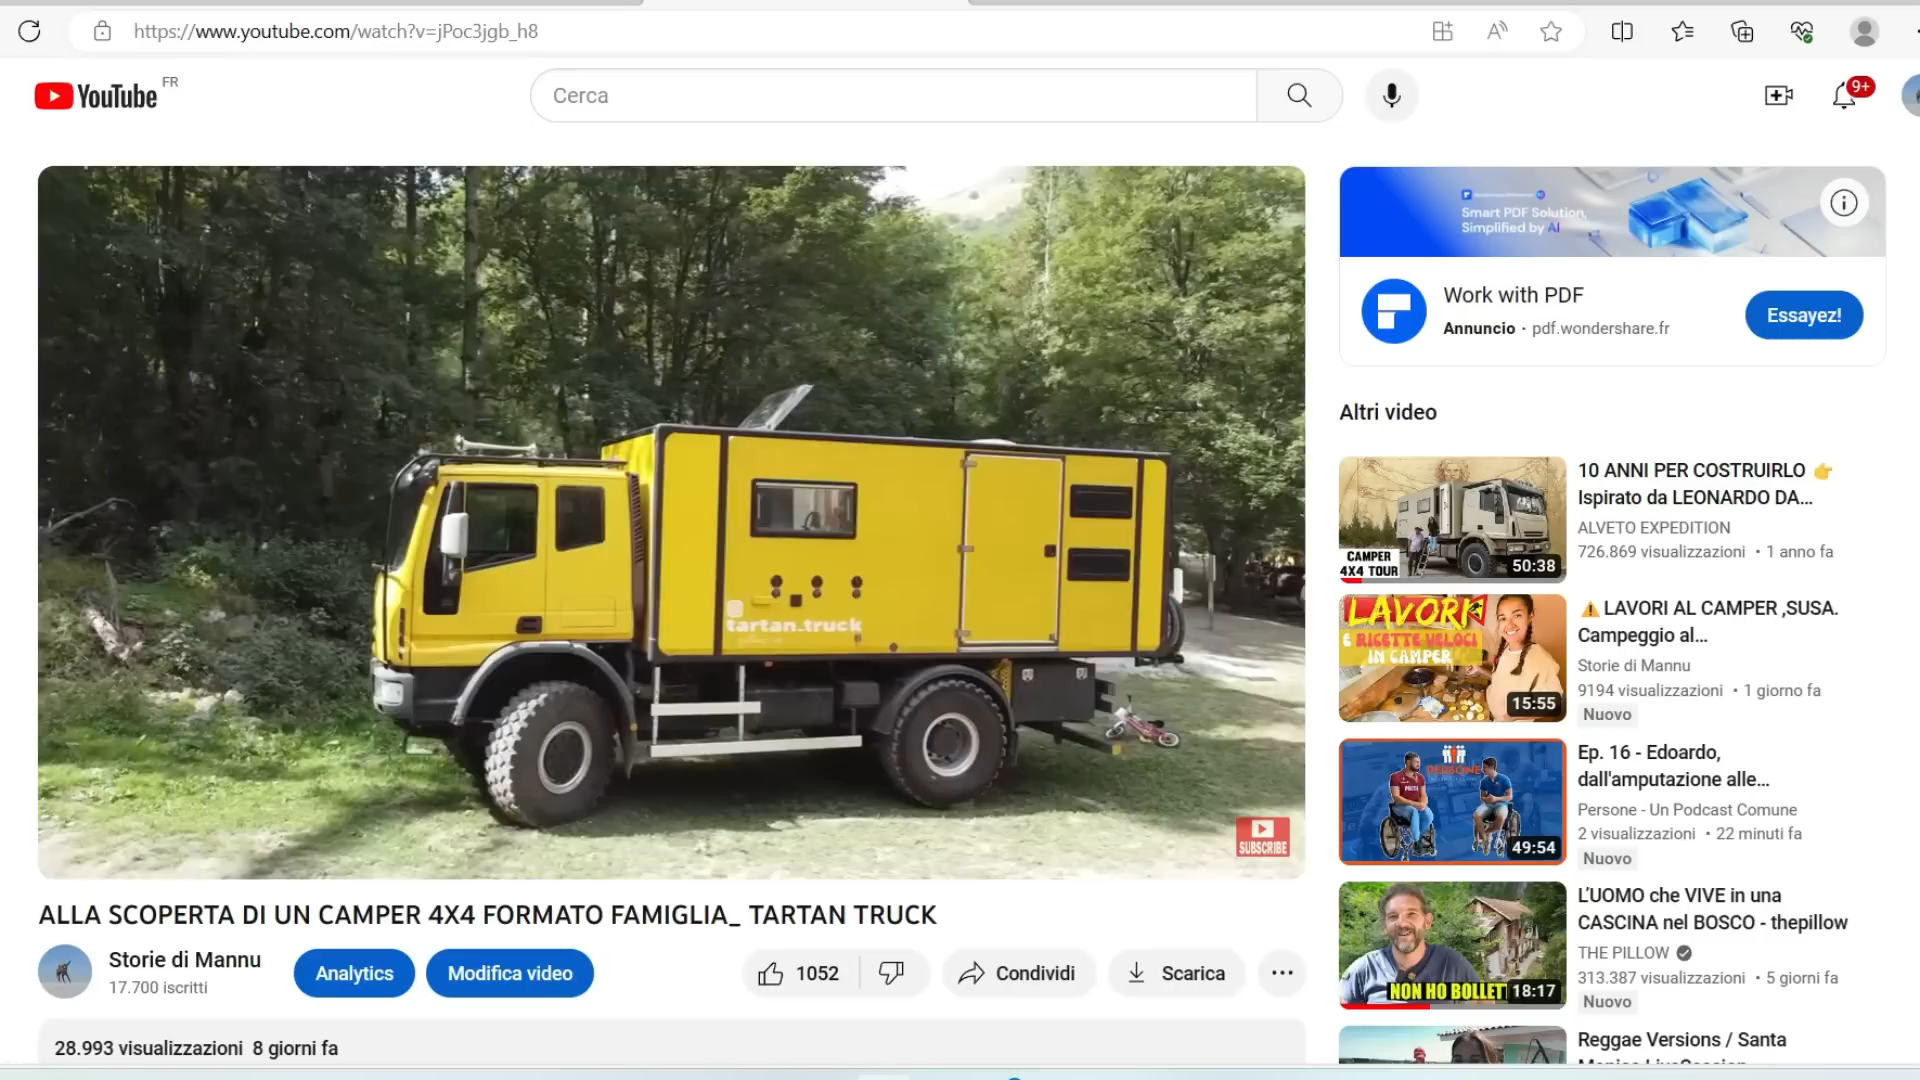 https://www.youtube.com/watch?v=jPoc3jgb_h8
YouTube FR
Cerca
9+
tartan.truck
SUBSCRIBE
ALLA SCOPERTA DI UN CAMPER 4X4 FORMATO FAMIGLIA_ TARTAN TRUCK
Storie di Mannu
17.700 iscritti
Analytics
Modifica video
1052
Condividi
Scarica
28.993 visualizzazioni 8 giorni fa
Smart PDF Solution,
Simplified by AI
Work with PDF
Annuncio · pdf.wondershare.fr
Essayez!
Altri video
CAMPER
4X4 TOUR
50:38
10 ANNI PER COSTRUIRLO 👉
Ispirato da LEONARDO DA...
ALVETO EXPEDITION
726.869 visualizzazioni • 1 anno fa
LAVORI
E RICETTE VELOCI
IN CAMPER
15:55
⚠️ LAVORI AL CAMPER ,SUSA.
Campeggio al...
Storie di Mannu
9194 visualizzazioni • 1 giorno fa
Nuovo
PERSONE
49:54
Ep. 16 - Edoardo,
dall'amputazione alle...
Persone - Un Podcast Comune
2 visualizzazioni • 22 minuti fa
Nuovo
NON HO BOLLET
18:17
L'UOMO che VIVE in una
CASCINA nel BOSCO - thepillow
THE PILLOW
313.387 visualizzazioni • 5 giorni fa
Nuovo
Reggae Versions / Santa